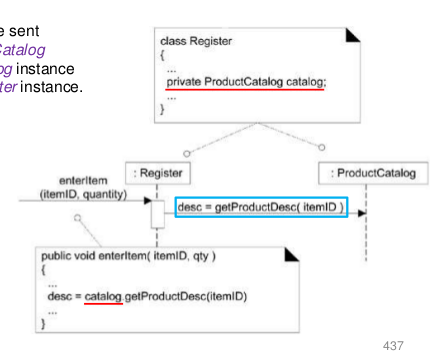 e sent
Catalog
og instance
ter instance.
class Register
{
...
private ProductCatalog catalog;
...
}
: Register
: ProductCatalog
enterItem
(itemID, quantity)
desc = getProductDesc( itemID )
public void enterItem( itemID, qty )
{
...
desc = catalog.getProductDesc(itemID)
...
}
437